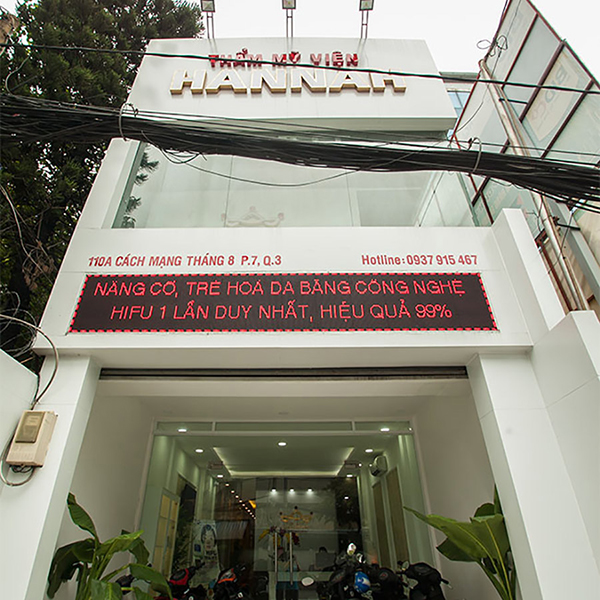 THẨM MỸ VIỆN
HANNAH
110A CÁCH MẠNG THÁNG 8 P.7, Q.3
Hotline: 0937 915 467
NÂNG CƠ, TRẺ HOÁ DA BẰNG CÔNG NGHỆ
HIFU 1 LẦN DUY NHẤT, HIỆU QUẢ 99%